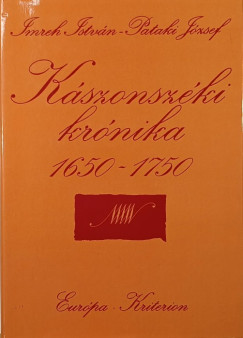 Imreh István - Pataki József
Kászonszéki
krónika
1650-1750
Európa · Kriterion